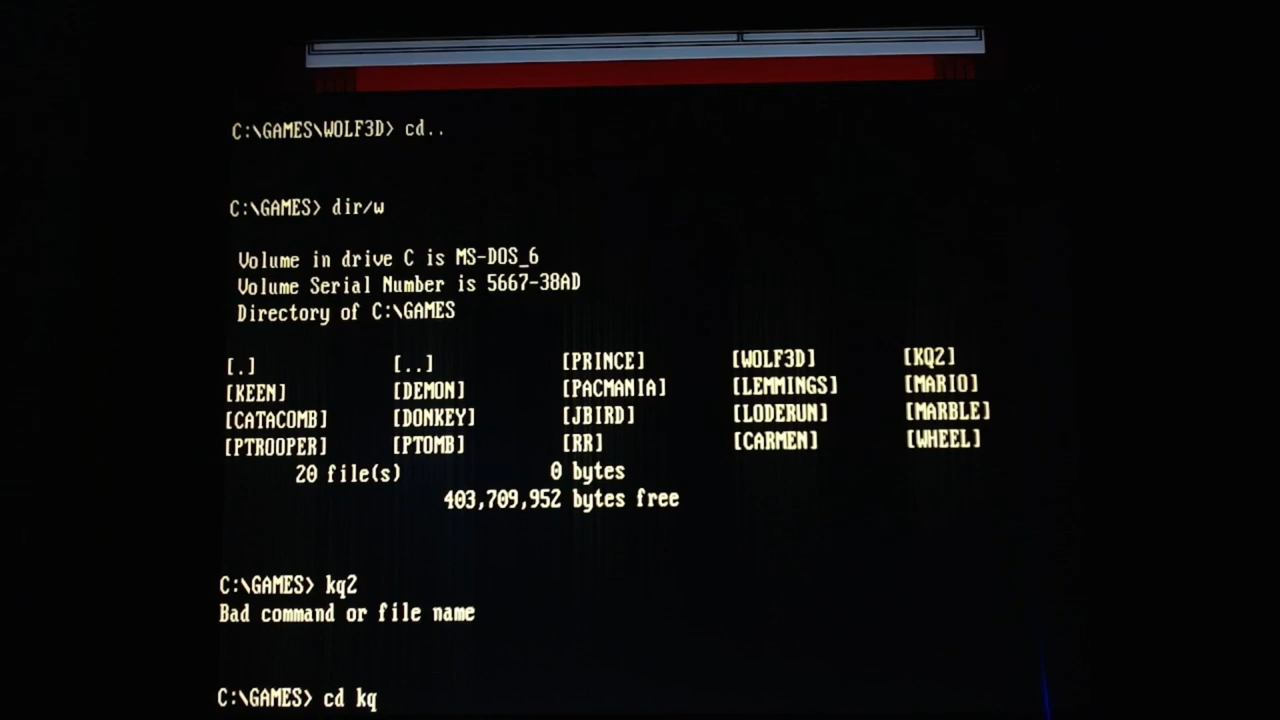 C:\GAMES\WOLF3D> cd..
C:\GAMES> dir/w
Volume in drive C is MS-DOS_6
Volume Serial Number is 5667-38AD
Directory of C:\GAMES
[.] [..] [PRINCE] [WOLF3D] [KQ2]
[KEEN] [DEMON] [PACMANIA] [LEMMINGS] [MARIO]
[CATACOMB] [DONKEY] [JBIRD] [LODERUN] [MARBLE]
[PTROOPER] [PTOMB] [RR] [CARMEN] [WHEEL]
20 file(s) 0 bytes
403,709,952 bytes free
C:\GAMES> kq2
Bad command or file name
C:\GAMES> cd kq